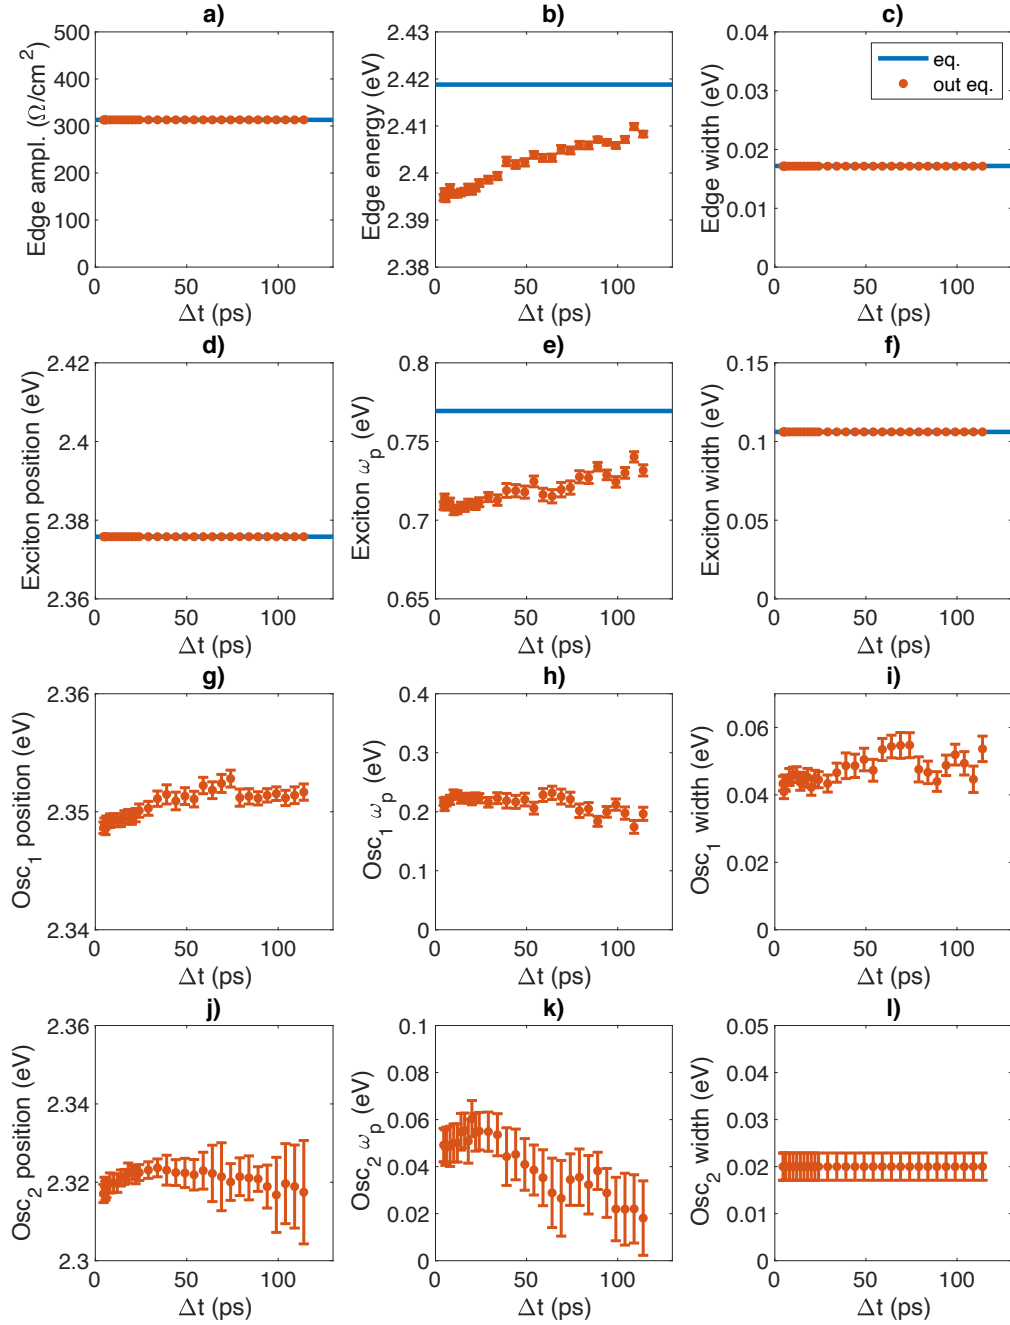 a)
Edge ampl. (Ω/cm²)
500
400
300
200
100
0
0 50 100
Δt (ps)
b)
Edge energy (eV)
2.43
2.42
2.41
2.4
2.39
2.38
0 50 100
Δt (ps)
c)
Edge width (eV)
0.04
0.03
0.02
0.01
0
eq.
out eq.
0 50 100
Δt (ps)
d)
Exciton position (eV)
2.42
2.4
2.38
2.36
0 50 100
Δt (ps)
e)
Exciton ω_p (eV)
0.8
0.75
0.7
0.65
0 50 100
Δt (ps)
f)
Exciton width (eV)
0.15
0.1
0.05
0
0 50 100
Δt (ps)
g)
Osc₁ position (eV)
2.36
2.35
2.34
0 50 100
Δt (ps)
h)
Osc₁ ω_p (eV)
0.4
0.3
0.2
0.1
0
0 50 100
Δt (ps)
i)
Osc₁ width (eV)
0.06
0.04
0.02
0
0 50 100
Δt (ps)
j)
Osc₂ position (eV)
2.36
2.34
2.32
2.3
0 50 100
Δt (ps)
k)
Osc₂ ω_p (eV)
0.1
0.08
0.06
0.04
0.02
0
0 50 100
Δt (ps)
l)
Osc₂ width (eV)
0.05
0.04
0.03
0.02
0.01
0
0 50 100
Δt (ps)